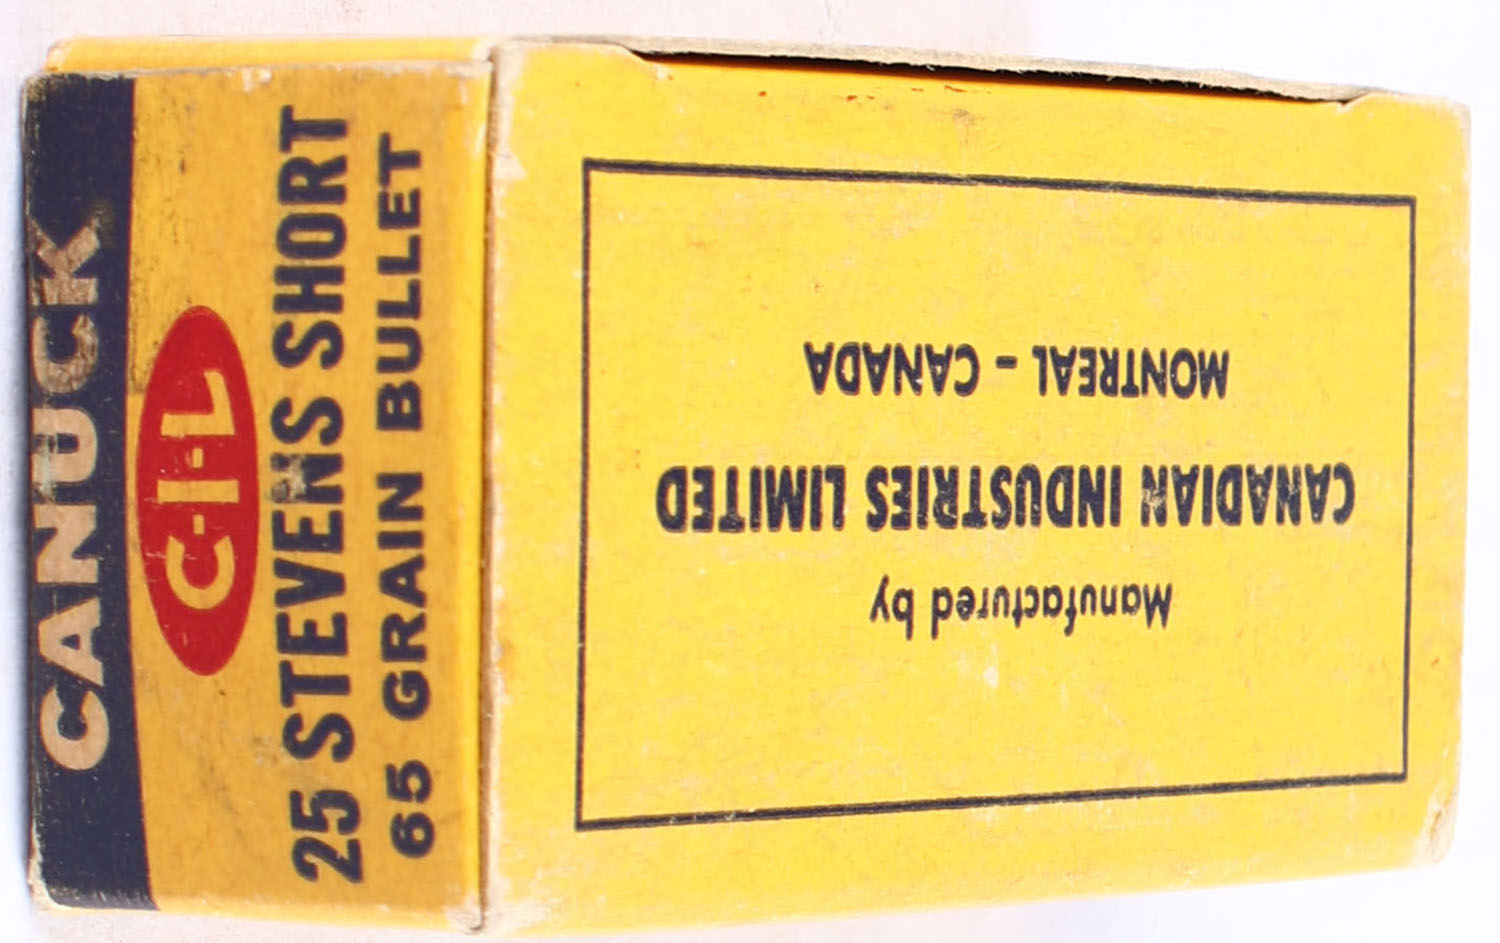 CANUCK
C-I-L
25 STEVENS SHORT
65 GRAIN BULLET
Manufactured by
CANADIAN INDUSTRIES LIMITED
MONTREAL - CANADA